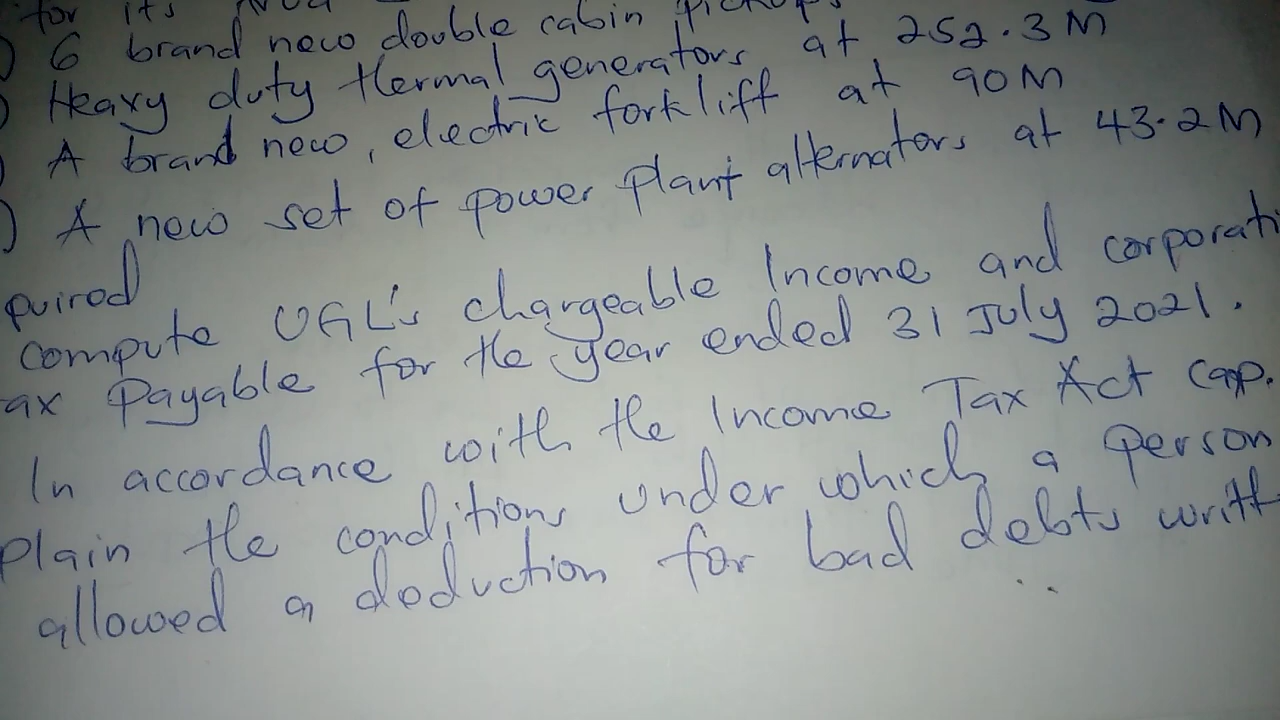 for its
) 6 brand new double cabin pickups
) Heavy duty thermal generators at 252.3M
) A brand new, electric forklift at 90M
) A new set of power plant alternators at 43.2M
quired
compute UGL's chargeable Income and corporati
ax payable for the year ended 31 July 2021.
In accordance with the Income Tax Act Cap.
plain the conditions under which a person
allowed a deduction for bad debts writt